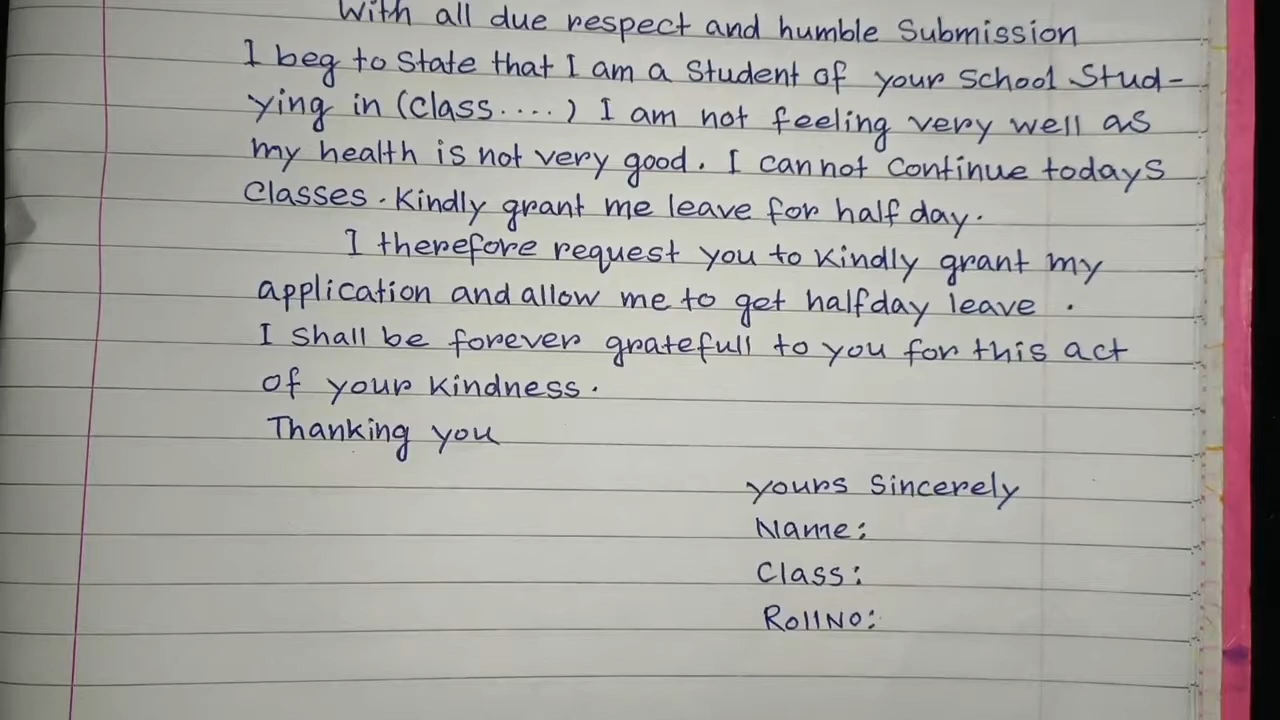 With all due respect and humble Submission
I beg to State that I am a Student of your School Stud-
ying in (Class....) I am not feeling very well as
my health is not very good. I cannot Continue todays
Classes. Kindly grant me leave for half day.
I therefore request you to Kindly grant my
application and allow me to get halfday leave .
I shall be forever gratefull to you for this act
of your Kindness.
Thanking you
yours Sincerely
Name:
Class:
RollNo: